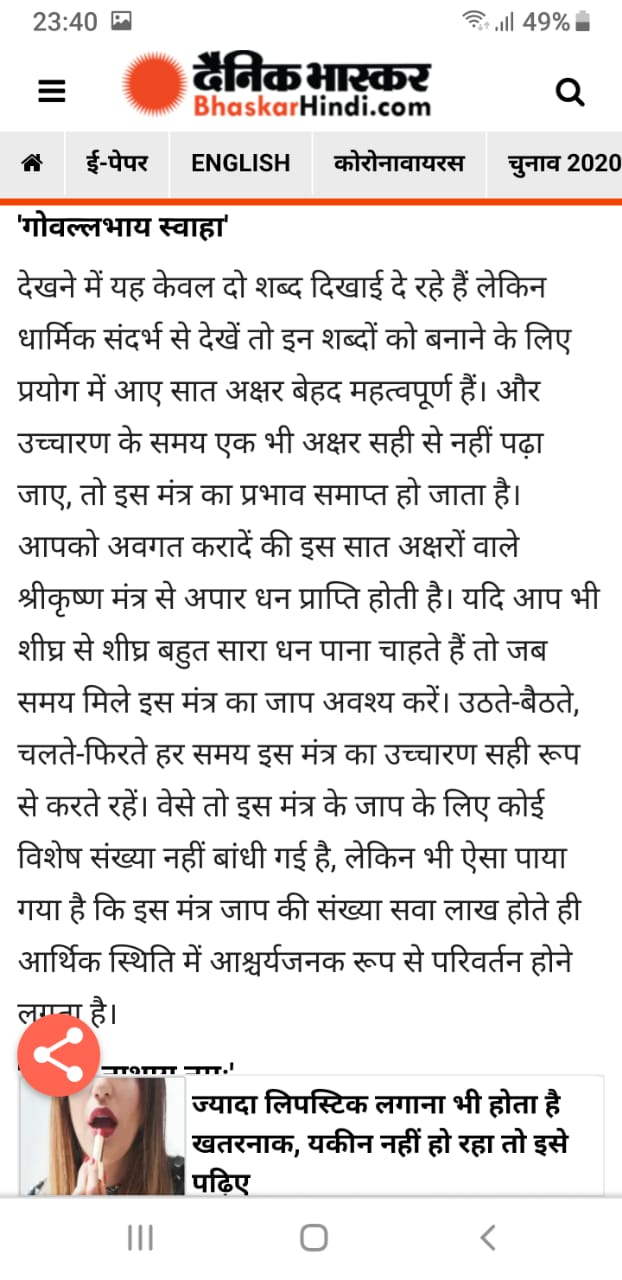 23:40
49%
दैनिक भास्कर
BhaskarHindi.com
ई-पेपर ENGLISH कोरोनावायरस चुनाव 2020
'गोवल्लभाय स्वाहा'
देखने में यह केवल दो शब्द दिखाई दे रहे हैं लेकिन
धार्मिक संदर्भ से देखें तो इन शब्दों को बनाने के लिए
प्रयोग में आए सात अक्षर बेहद महत्वपूर्ण हैं। और
उच्चारण के समय एक भी अक्षर सही से नहीं पढ़ा
जाए, तो इस मंत्र का प्रभाव समाप्त हो जाता है।
आपको अवगत करादें की इस सात अक्षरों वाले
श्रीकृष्ण मंत्र से अपार धन प्राप्ति होती है। यदि आप भी
शीघ्र से शीघ्र बहुत सारा धन पाना चाहते हैं तो जब
समय मिले इस मंत्र का जाप अवश्य करें। उठते-बैठते,
चलते-फिरते हर समय इस मंत्र का उच्चारण सही रूप
से करते रहें। वेसे तो इस मंत्र के जाप के लिए कोई
विशेष संख्या नहीं बांधी गई है, लेकिन भी ऐसा पाया
गया है कि इस मंत्र जाप की संख्या सवा लाख होते ही
आर्थिक स्थिति में आश्चर्यजनक रूप से परिवर्तन होने
लगता है।
ज्यादा लिपस्टिक लगाना भी होता है
खतरनाक, यकीन नहीं हो रहा तो इसे
पढ़िए